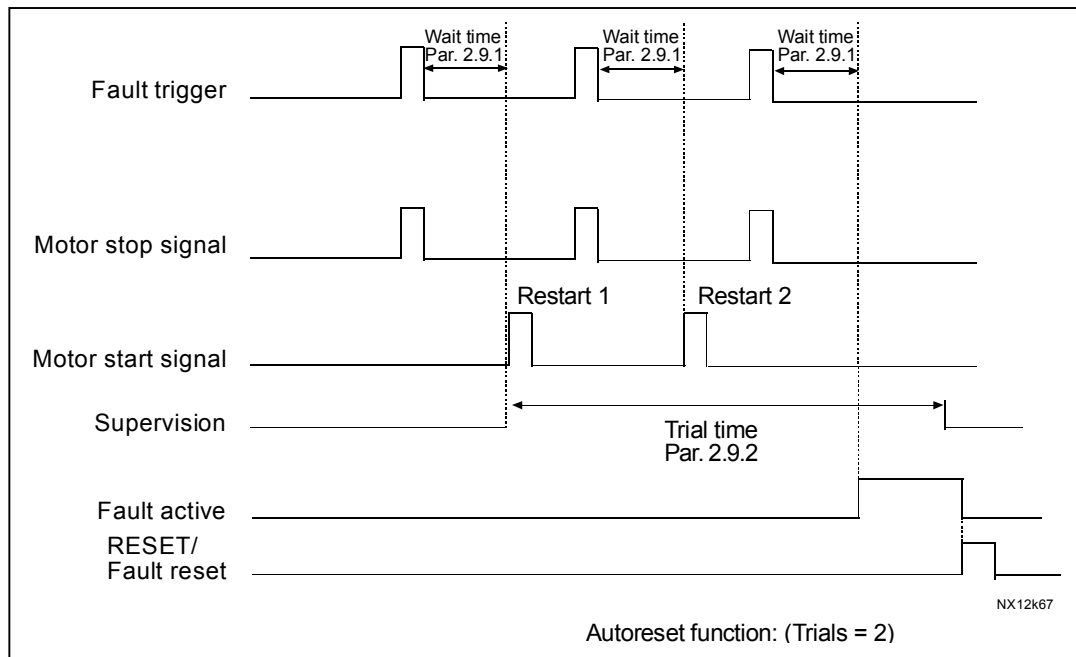 Wait time
Par. 2.9.1
Wait time
Par. 2.9.1
Wait time
Par. 2.9.1
Fault trigger
Motor stop signal
Restart 1
Restart 2
Motor start signal
Supervision
Trial time
Par. 2.9.2
Fault active
RESET/
Fault reset
NX12k67
Autoreset function: (Trials = 2)